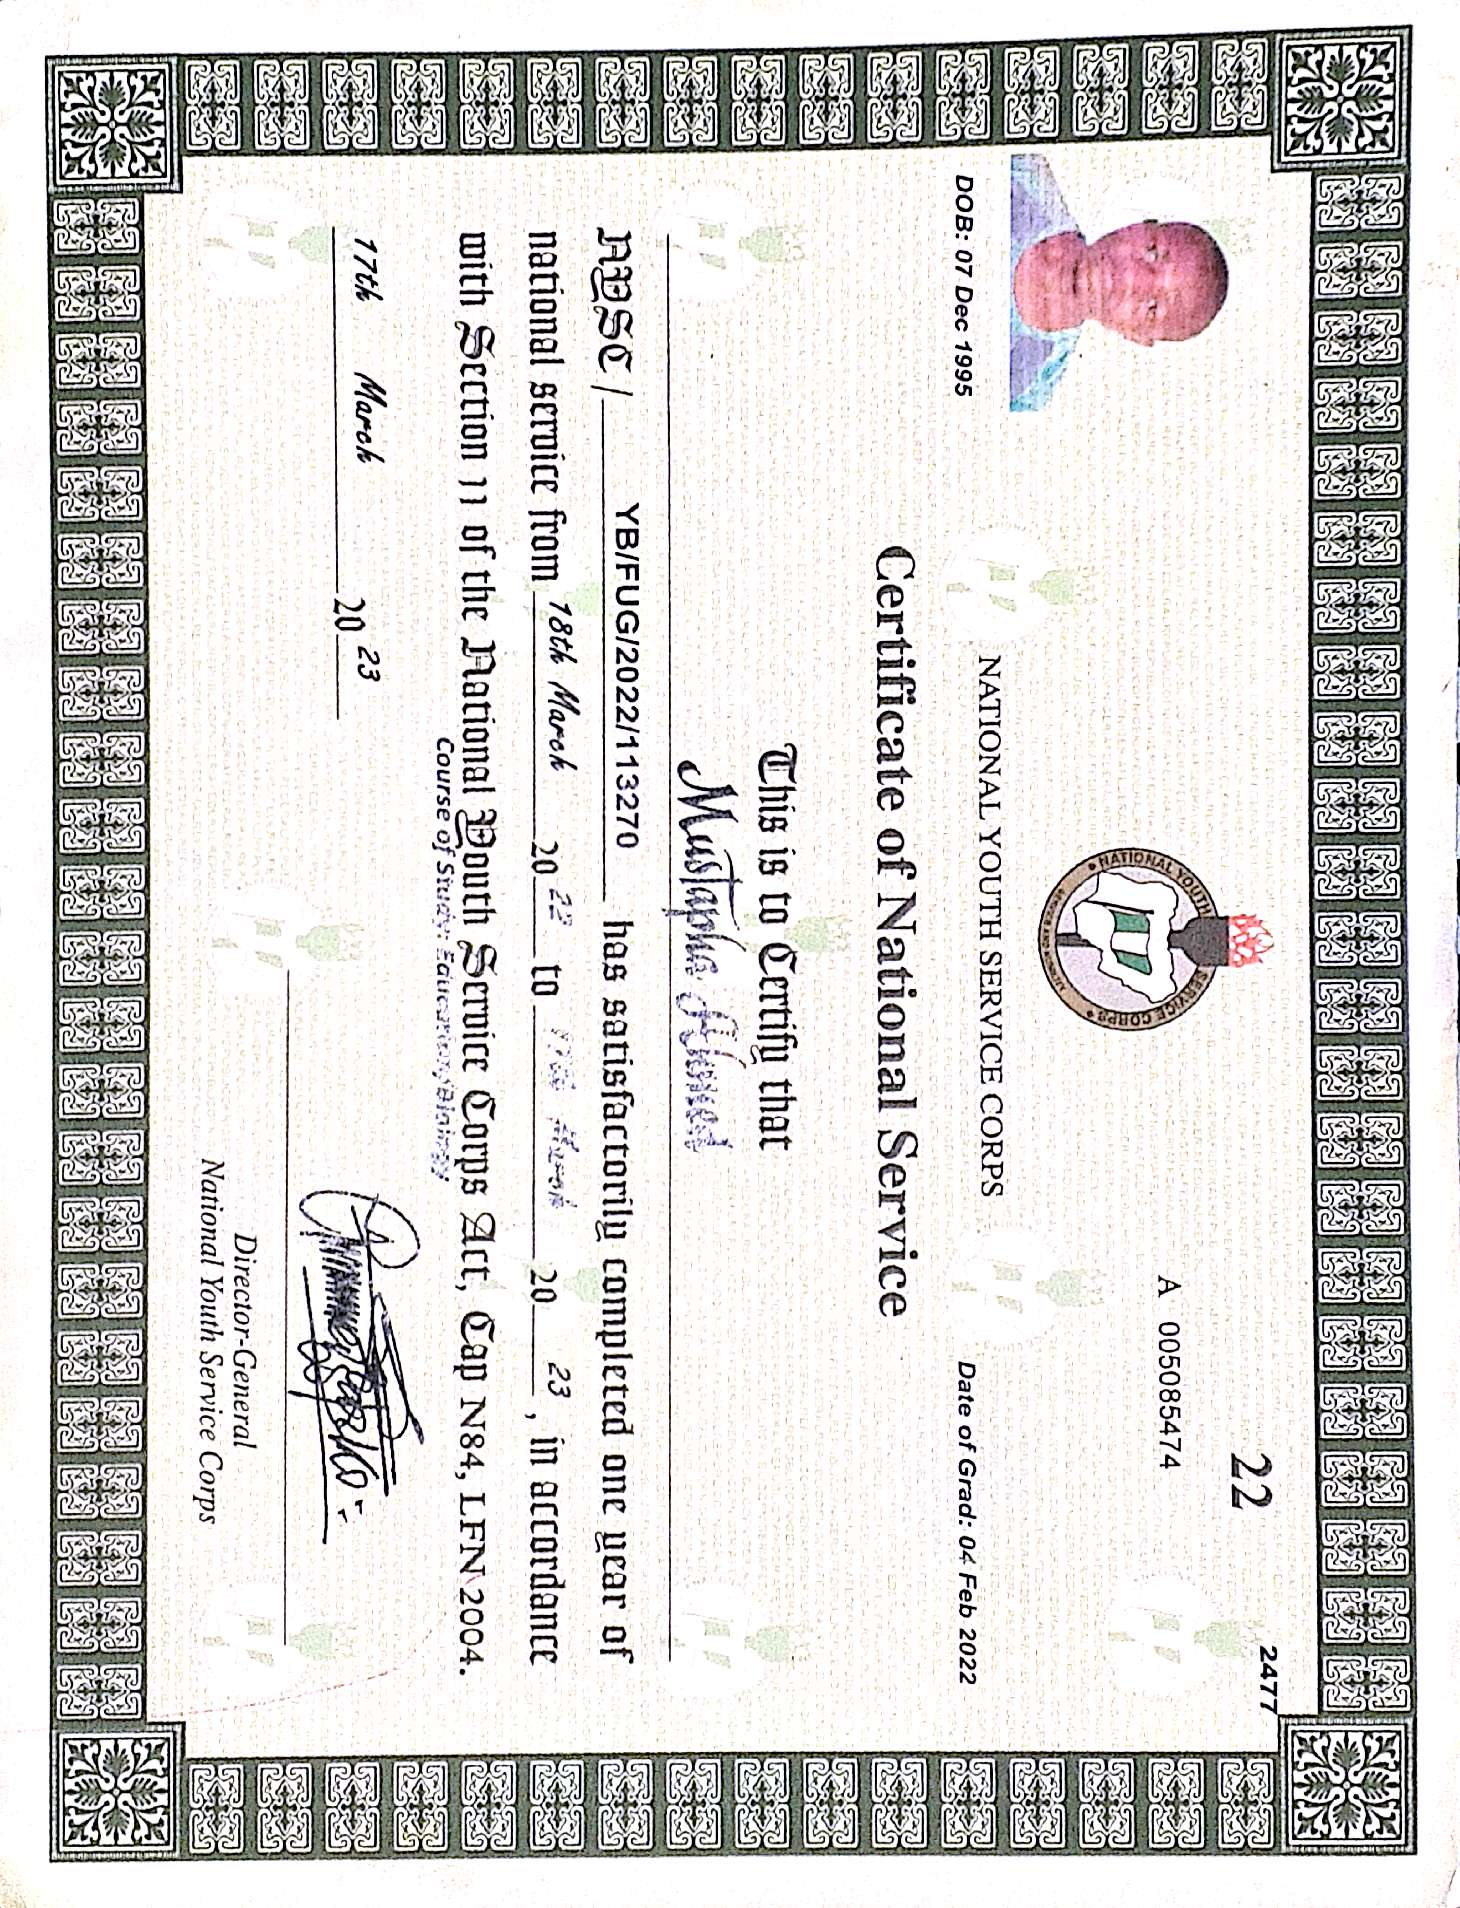 2477
22
A 005085474
NATIONAL YOUTH SERVICE CORPS
NATIONAL YOUTH SERVICE CORPS
DOB: 07 Dec 1995
Date of Grad: 04 Feb 2022
Certificate of National Service
This is to Certify that
Mustapha Ahmed
NYSC / YB/FUG/2022/113270 has satisfactorily completed one year of
national service from 18th March 20 22 to 17th March 20 23, in accordance
with Section 11 of the National Youth Service Corps Act, Cap N84, LFN 2004.
Course of Study: Education/Biology
17th March 20 23
Director-General
National Youth Service Corps